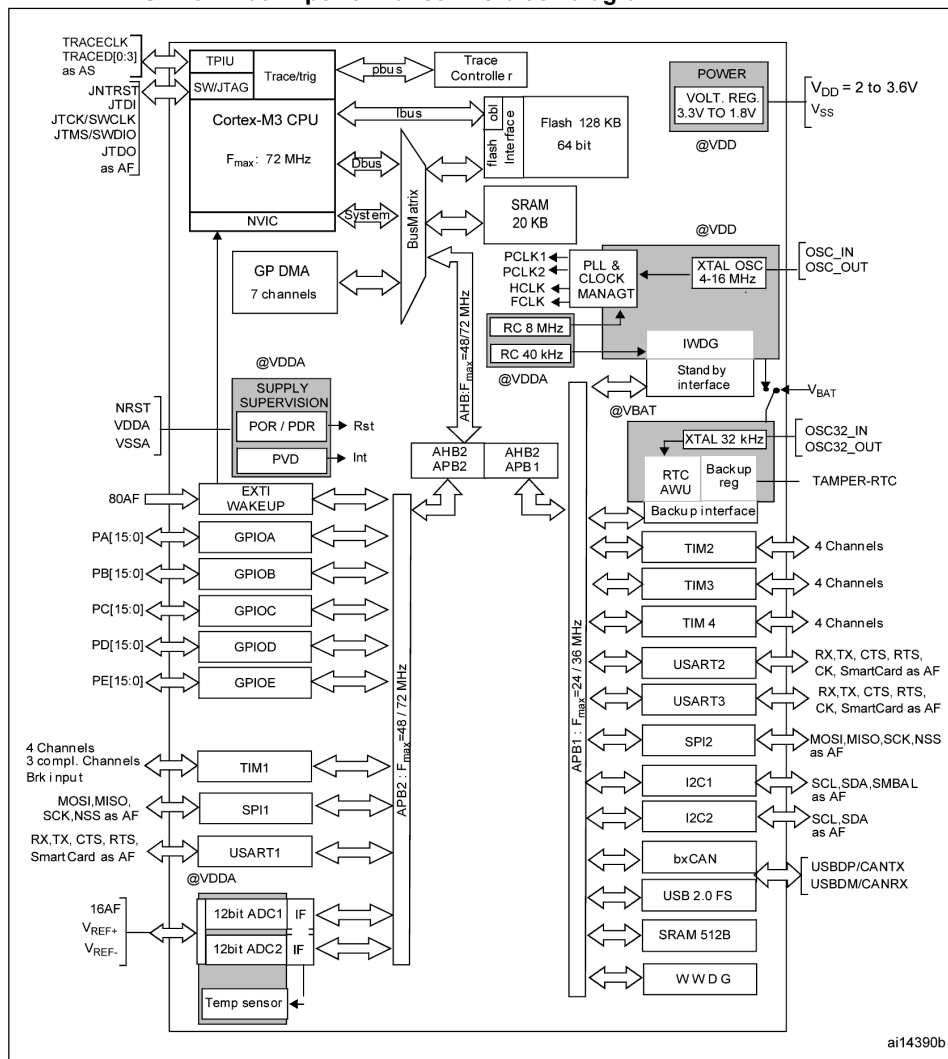 TRACECLK
TRACED[0:3]
as AS
JNTRST
JTDI
JTCK/SWCLK
JTMS/SWDIO
JTDO
as AF
TPIU
SW/JTAG
Trace/trig
Cortex-M3 CPU
Fmax: 72 MHz
NVIC
pbus
Trace
Controller
Ibus
Dbus
System
BusMatrix
flash obl
Interface
Flash 128 KB
64 bit
SRAM
20 KB
POWER
VOLT. REG.
3.3V TO 1.8V
@VDD
VDD = 2 to 3.6V
VSS
GP DMA
7 channels
AHB:Fmax=48/72 MHz
@VDD
PCLK1
PCLK2
HCLK
FCLK
PLL &
CLOCK
MANAGT
XTAL OSC
4-16 MHz
OSC_IN
OSC_OUT
RC 8 MHz
RC 40 kHz
@VDDA
IWDG
Stand by
interface
VBAT
@VBAT
@VDDA
SUPPLY
SUPERVISION
POR / PDR
Rst
PVD
Int
NRST
VDDA
VSSA
AHB2
APB2
AHB2
APB1
XTAL 32 kHz
OSC32_IN
OSC32_OUT
RTC
AWU
Backup
reg
TAMPER-RTC
Backup interface
80AF
EXTI
WAKEUP
PA[15:0]
GPIOA
PB[15:0]
GPIOB
PC[15:0]
GPIOC
PD[15:0]
GPIOD
PE[15:0]
GPIOE
4 Channels
3 compl. Channels
Brk input
TIM1
MOSI,MISO,
SCK,NSS as AF
SPI1
RX,TX, CTS, RTS,
SmartCard as AF
USART1
@VDDA
16AF
VREF+
VREF-
12bit ADC1
IF
12bit ADC2
IF
Temp sensor
APB2 : Fmax=48 / 72 MHz
APB1 : Fmax=24 / 36 MHz
TIM2
4 Channels
TIM3
4 Channels
TIM 4
4 Channels
USART2
RX,TX, CTS, RTS,
CK, SmartCard as AF
USART3
RX,TX, CTS, RTS,
CK, SmartCard as AF
SPI2
MOSI,MISO,SCK,NSS
as AF
I2C1
SCL,SDA,SMBAL
as AF
I2C2
SCL,SDA
as AF
bxCAN
USBDP/CANTX
USBDM/CANRX
USB 2.0 FS
SRAM 512B
WWDG
ai14390b